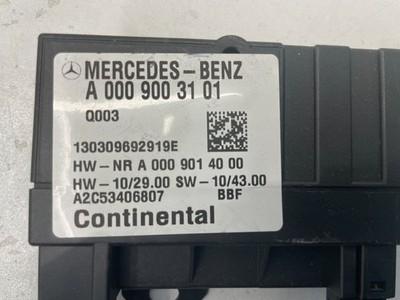 MERCEDES-BENZ
A 000 900 31 01
Q003
130309692919E
HW-NR A 000 901 40 00
HW-10/29.00 SW-10/43.00
A2C53406807 BBF
Continental